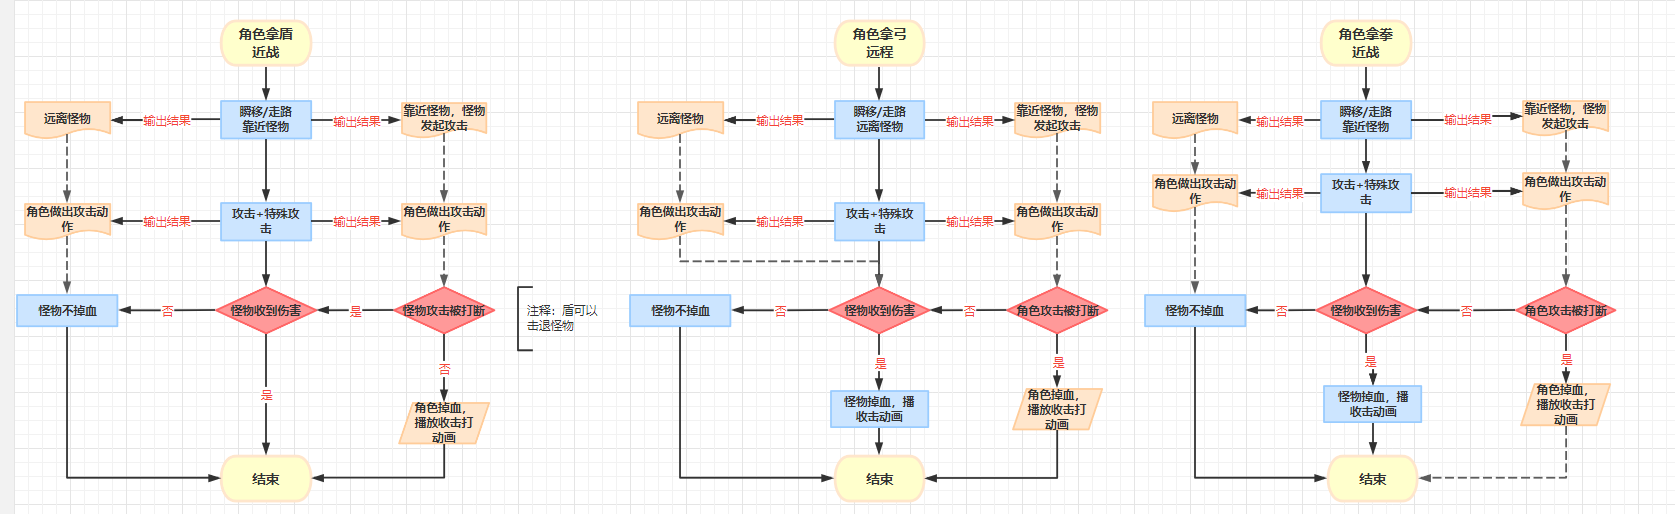 角色拿盾
近战
瞬移/走路
靠近怪物
输出结果
远离怪物
输出结果
靠近怪物，怪物
发起攻击
攻击+特殊攻
击
输出结果
角色做出攻击动
作
输出结果
角色做出攻击动
作
怪物不掉血
否
怪物收到伤害
是
怪物攻击被打断
注释：盾可以
击退怪物
是
否
角色掉血，
播放收击打
动画
结束
角色拿弓
远程
瞬移/走路
远离怪物
输出结果
远离怪物
输出结果
靠近怪物，怪物
发起攻击
攻击+特殊攻
击
输出结果
角色做出攻击动
作
输出结果
角色做出攻击动
作
怪物不掉血
否
怪物收到伤害
否
角色攻击被打断
是
是
怪物掉血，播
收击动画
角色掉血，
播放收击打
动画
结束
角色拿拳
近战
瞬移/走路
靠近怪物
输出结果
远离怪物
输出结果
靠近怪物，怪物
发起攻击
攻击+特殊攻
击
输出结果
角色做出攻击动
作
输出结果
角色做出攻击动
作
怪物不掉血
否
怪物收到伤害
否
角色攻击被打断
是
是
怪物掉血，播
收击动画
角色掉血，
播放收击打
动画
结束